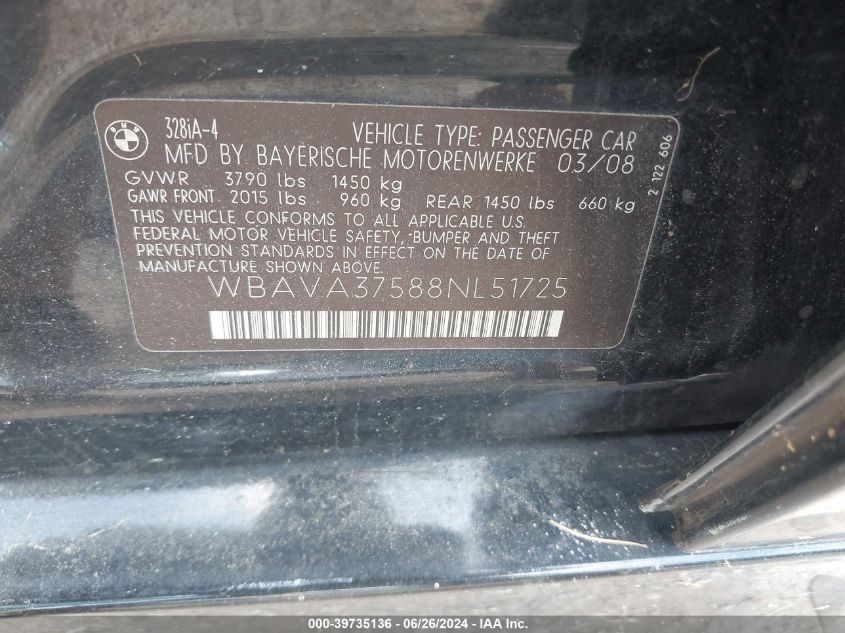 BMW
328iA-4
VEHICLE TYPE: PASSENGER CAR
MFD BY BAYERISCHE MOTORENWERKE 03/08
GVWR 3790 lbs 1450 kg
GAWR FRONT 2015 lbs 960 kg REAR 1450 lbs 660 kg
THIS VEHICLE CONFORMS TO ALL APPLICABLE U.S.
FEDERAL MOTOR VEHICLE SAFETY, BUMPER AND THEFT
PREVENTION STANDARDS IN EFFECT ON THE DATE OF
MANUFACTURE SHOWN ABOVE.
WBAVA37588NL51725
2 122 606
000-39735136 - 06/26/2024 - IAA Inc.